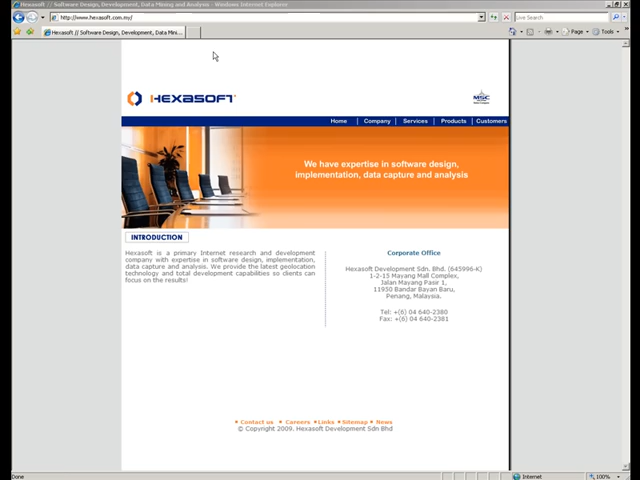 Hexasoft // Software Design, Development, Data Mining and Analysis - Windows Internet Explorer
http://www.hexasoft.com.my/
Live Search
Hexasoft // Software Design, Development, Data Mini...
Page
Tools
HEXASOFT
MSC
Home | Company | Services | Products | Customers
We have expertise in software design,
implementation, data capture and analysis
INTRODUCTION
Hexasoft is a primary Internet research and development
company with expertise in software design, implementation,
data capture and analysis. We provide the latest geolocation
technology and total development capabilities so clients can
focus on the results!
Corporate Office
Hexasoft Development Sdn. Bhd. (645996-K)
1-2-15 Mayang Mall Complex,
Jalan Mayang Pasir 1,
11950 Bandar Bayan Baru,
Penang, Malaysia.
Tel: +(6) 04 640-2380
Fax: +(6) 04 640-2381
Contact us Careers Links Sitemap News
© Copyright 2009. Hexasoft Development Sdn Bhd
Done
Internet
100%